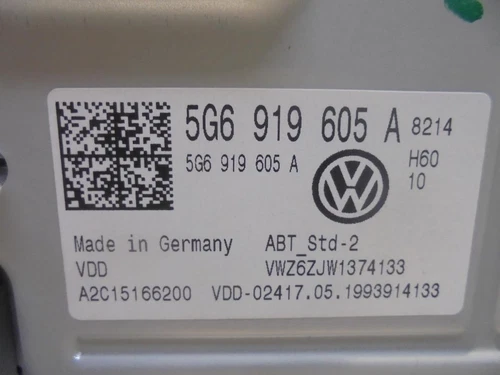 5G6 919 605 A 8214
5G6 919 605 A H60
10
Made in Germany ABT_Std-2
VDD VWZ6ZJW1374133
A2C15166200 VDD-02417.05.1993914133